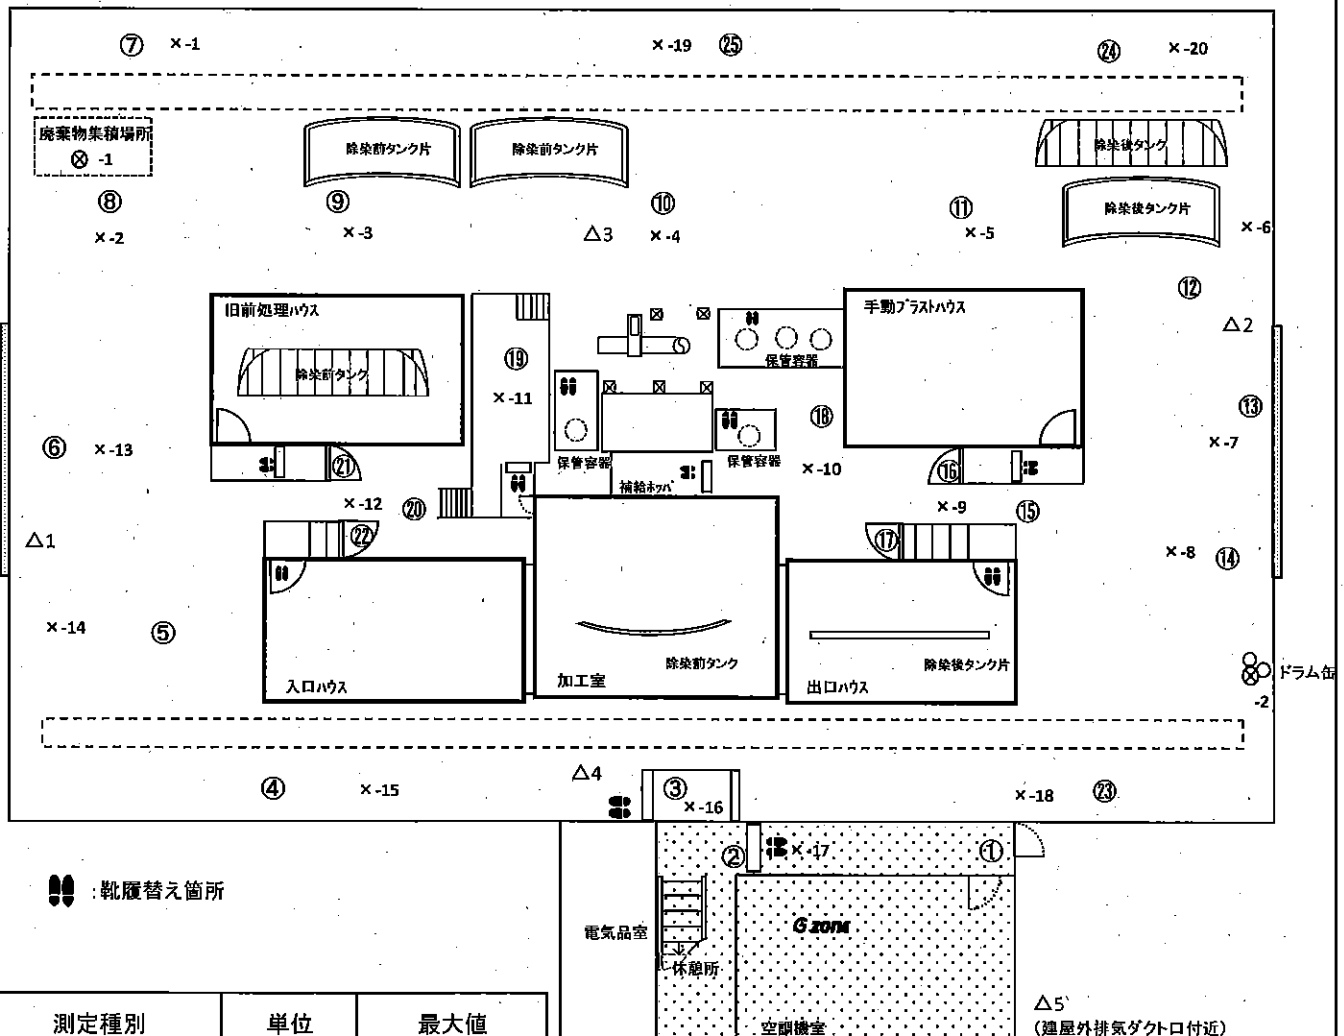 ⑦ ×-1 ×-19 ㉕ ㉔ ×-20
廃棄物集積場所
⊗ -1
除染前タンク片 除染前タンク片 除染後タンク
除染後タンク片
⑧ ⑨ ⑩ ⑪
×-2 ×-3 △3 ×-4 ×-5 ×-6
⑫
旧前処理ハウス
手動ブラストハウス
△2
保管容器
除染前タンク
⑲
×-11
⑱
⑬
⑥ ×-13
×-7
㉑
保管容器
保管容器
×-10
⑯
補給ホッパ
×-12 ⑳
×-9 ⑮
△1
㉒
⑰
×-8 ⑭
×-14 ⑤
入口ハウス
加工室
除染前タンク
出口ハウス
除染後タンク片
ドラム缶
-2
④ ×-15
△4
③
×-16
×-18 ㉓
② ×-17 ①
:靴履替え箇所
電気品室
G zone
休憩所
△5
(建屋外排気ダクト口付近)
空調機室
測定種別 単位 最大値